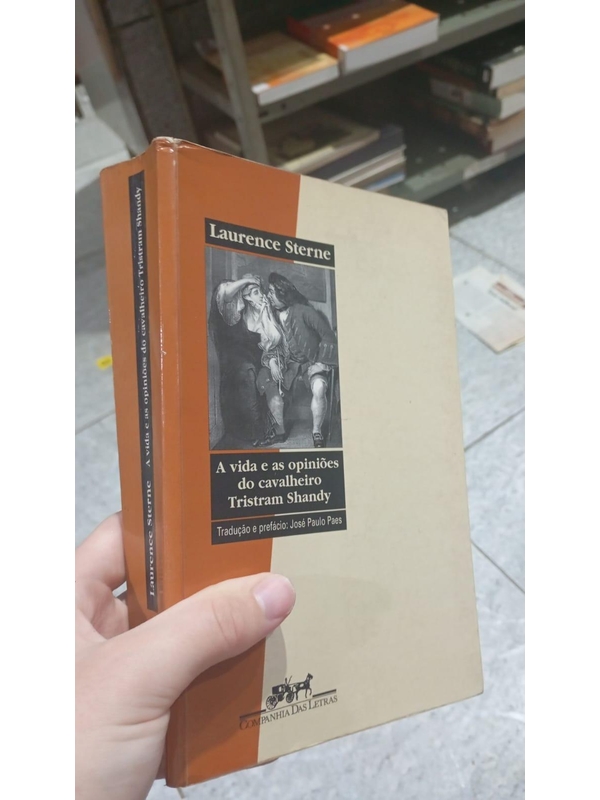 Laurence Sterne
A vida e as opiniões
do cavalheiro
Tristram Shandy
Tradução e prefácio: José Paulo Paes
COMPANHIA DAS LETRAS
Laurence Sterne A vida e as opiniões do cavalheiro Tristram Shandy